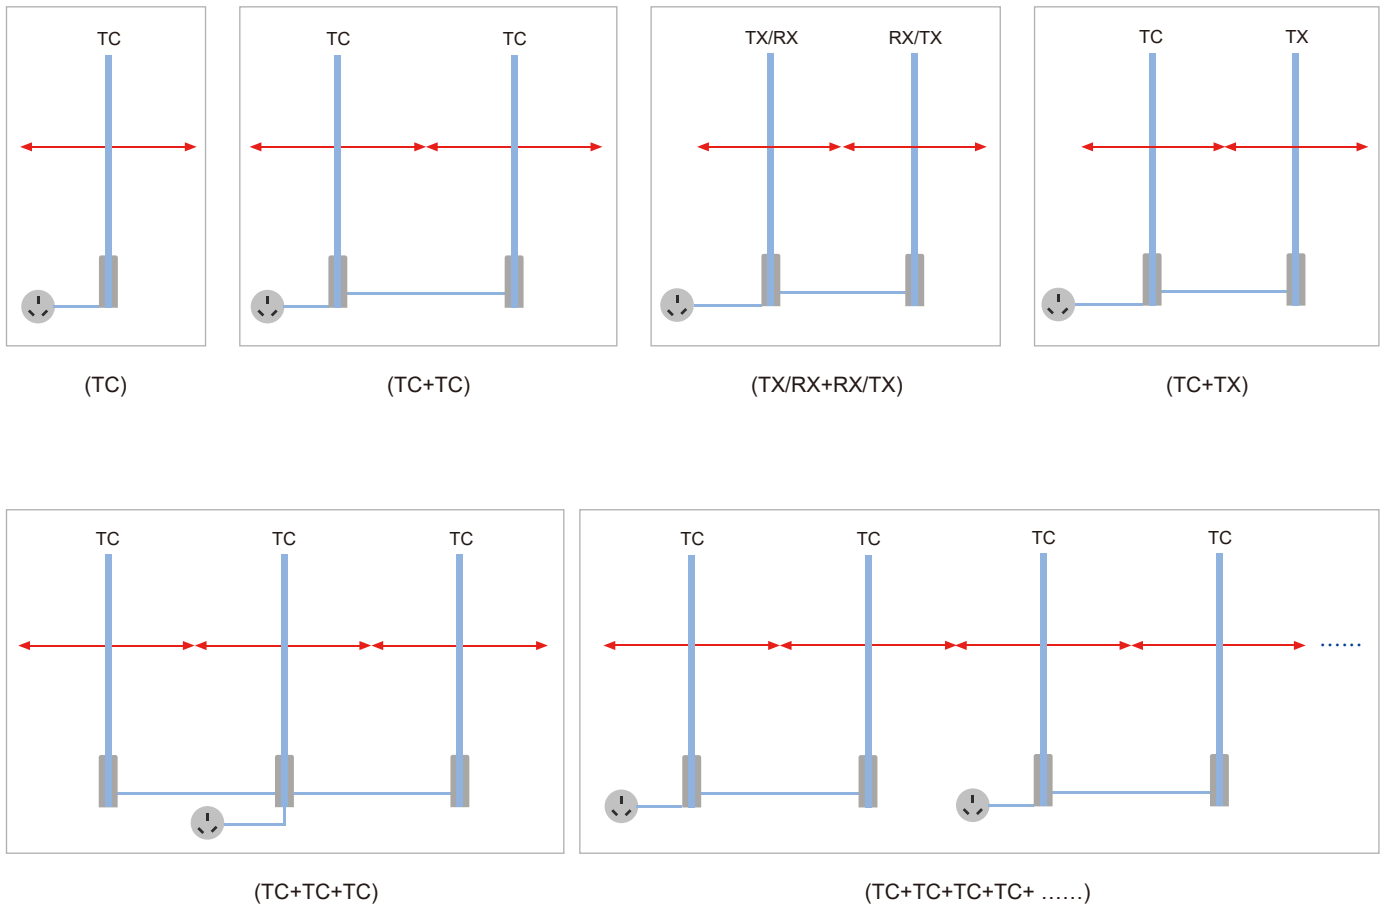 TC
TC TC
TX/RX RX/TX
TC TX
(TC)
(TC+TC)
(TX/RX+RX/TX)
(TC+TX)
TC TC TC
TC TC TC TC
......
(TC+TC+TC)
(TC+TC+TC+TC+ ......)